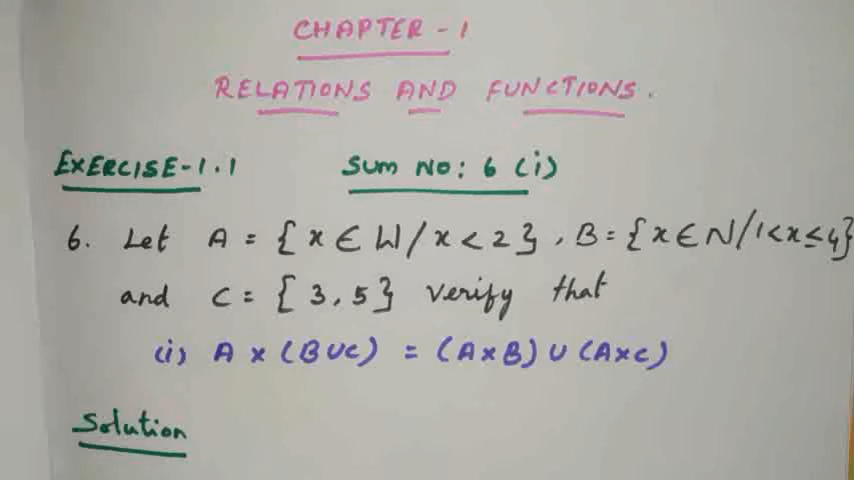 CHAPTER - 1
RELATIONS AND FUNCTIONS.
EXERCISE-1.1 SUM NO: 6 (i)
6. Let A = { x ∈ W / x < 2 }, B = { x ∈ N / 1 < x ≤ 4 }
and C = { 3, 5 } verify that
(i) A × (B ∪ C) = (A × B) ∪ (A × C)
Solution